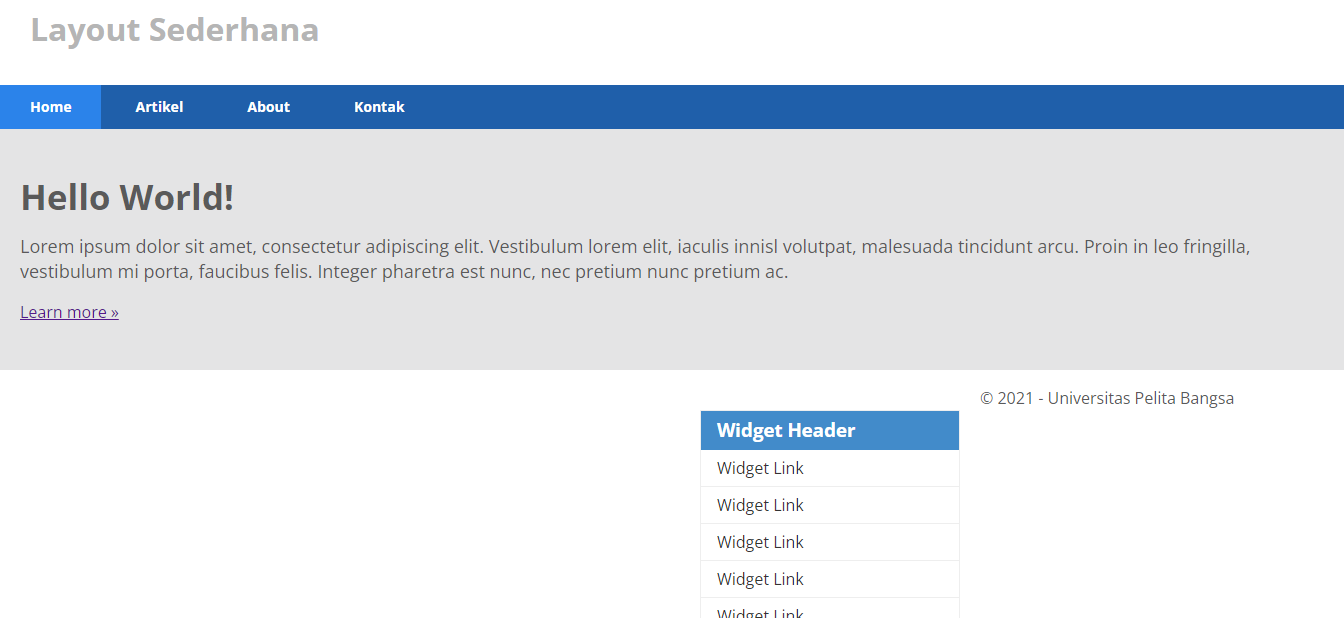 Layout Sederhana
Home Artikel About Kontak
Hello World!
Lorem ipsum dolor sit amet, consectetur adipiscing elit. Vestibulum lorem elit, iaculis innisl volutpat, malesuada tincidunt arcu. Proin in leo fringilla,
vestibulum mi porta, faucibus felis. Integer pharetra est nunc, nec pretium nunc pretium ac.
Learn more »
© 2021 - Universitas Pelita Bangsa
Widget Header
Widget Link
Widget Link
Widget Link
Widget Link
Widget Link